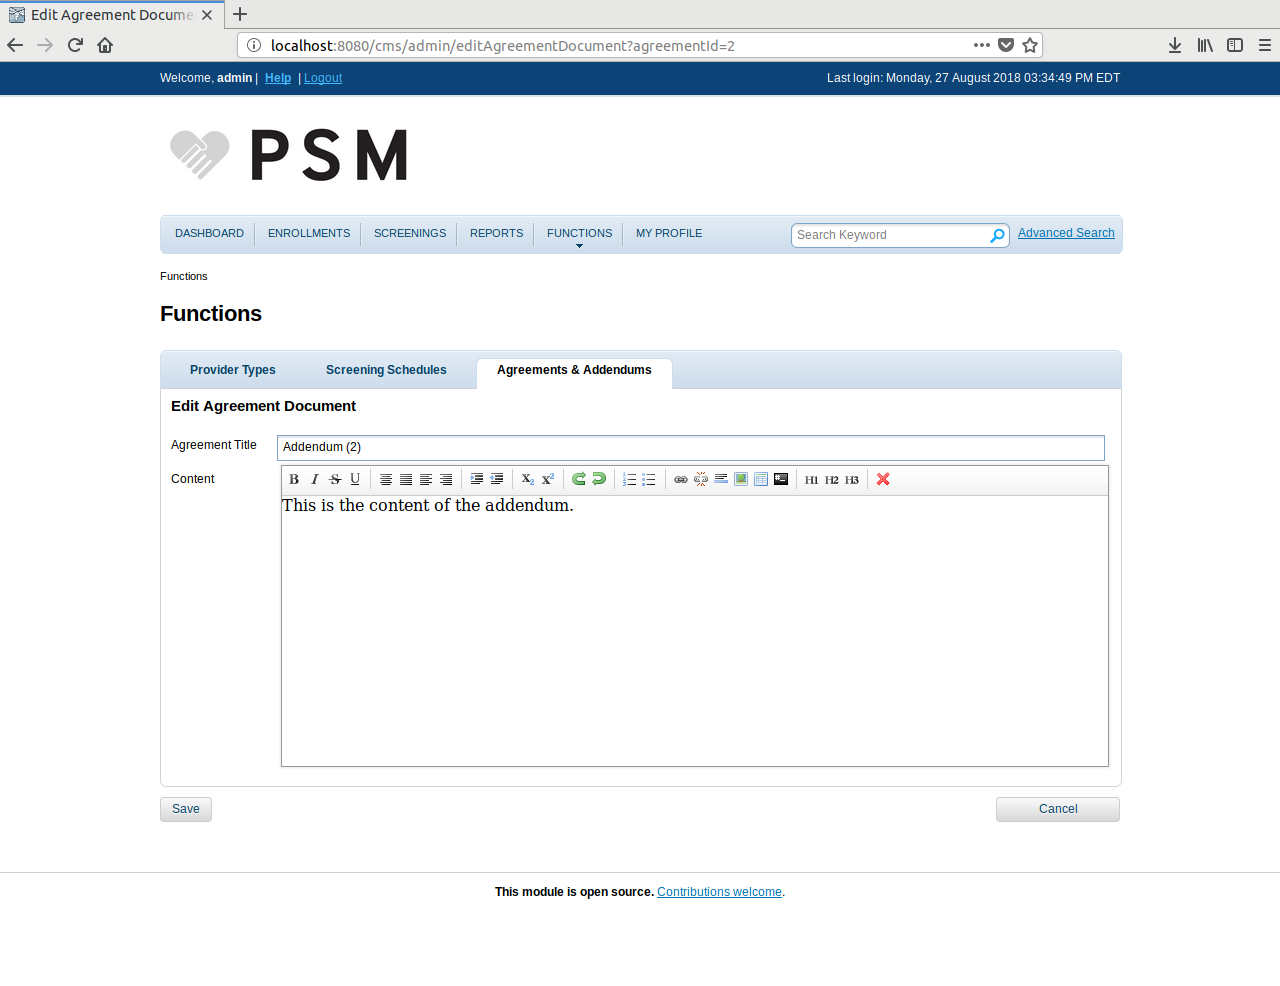 Edit Agreement Docume
localhost:8080/cms/admin/editAgreementDocument?agreementId=2
Welcome, admin | Help | Logout
Last login: Monday, 27 August 2018 03:34:49 PM EDT
PSM
DASHBOARD
ENROLLMENTS
SCREENINGS
REPORTS
FUNCTIONS
MY PROFILE
Search Keyword
Advanced Search
Functions
Functions
Provider Types
Screening Schedules
Agreements & Addendums
Edit Agreement Document
Agreement Title
Addendum (2)
Content
B I S U
X2 X2
H1 H2 H3
This is the content of the addendum.
Save
Cancel
This module is open source. Contributions welcome.